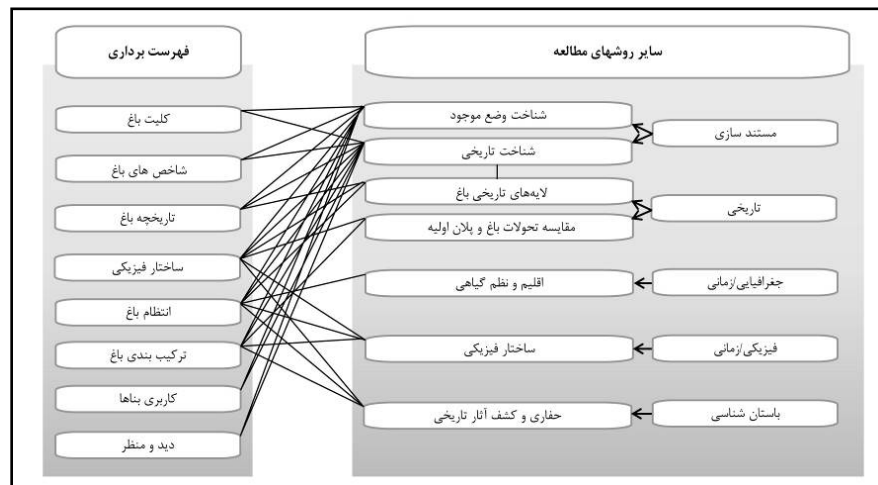 سایر روشهای مطالعه
فهرست برداری
مستند سازی
تاریخی
جغرافیایی/زمانی
فیزیکی/زمانی
باستان شناسی
شناخت وضع موجود
شناخت تاریخی
لایه‌های تاریخی باغ
مقایسه تحولات باغ و پلان اولیه
اقلیم و نظم گیاهی
ساختار فیزیکی
حفاری و کشف آثار تاریخی
کلیت باغ
شاخص های باغ
تاریخچه باغ
ساختار فیزیکی
انتظام باغ
ترکیب بندی باغ
کاربری بناها
دید و منظر